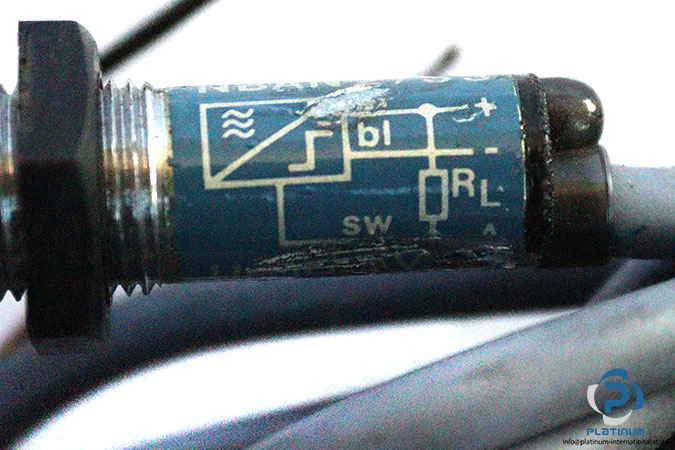 bl
+
-
RL
sw
A
PLATINUM
info@platinum-international.store